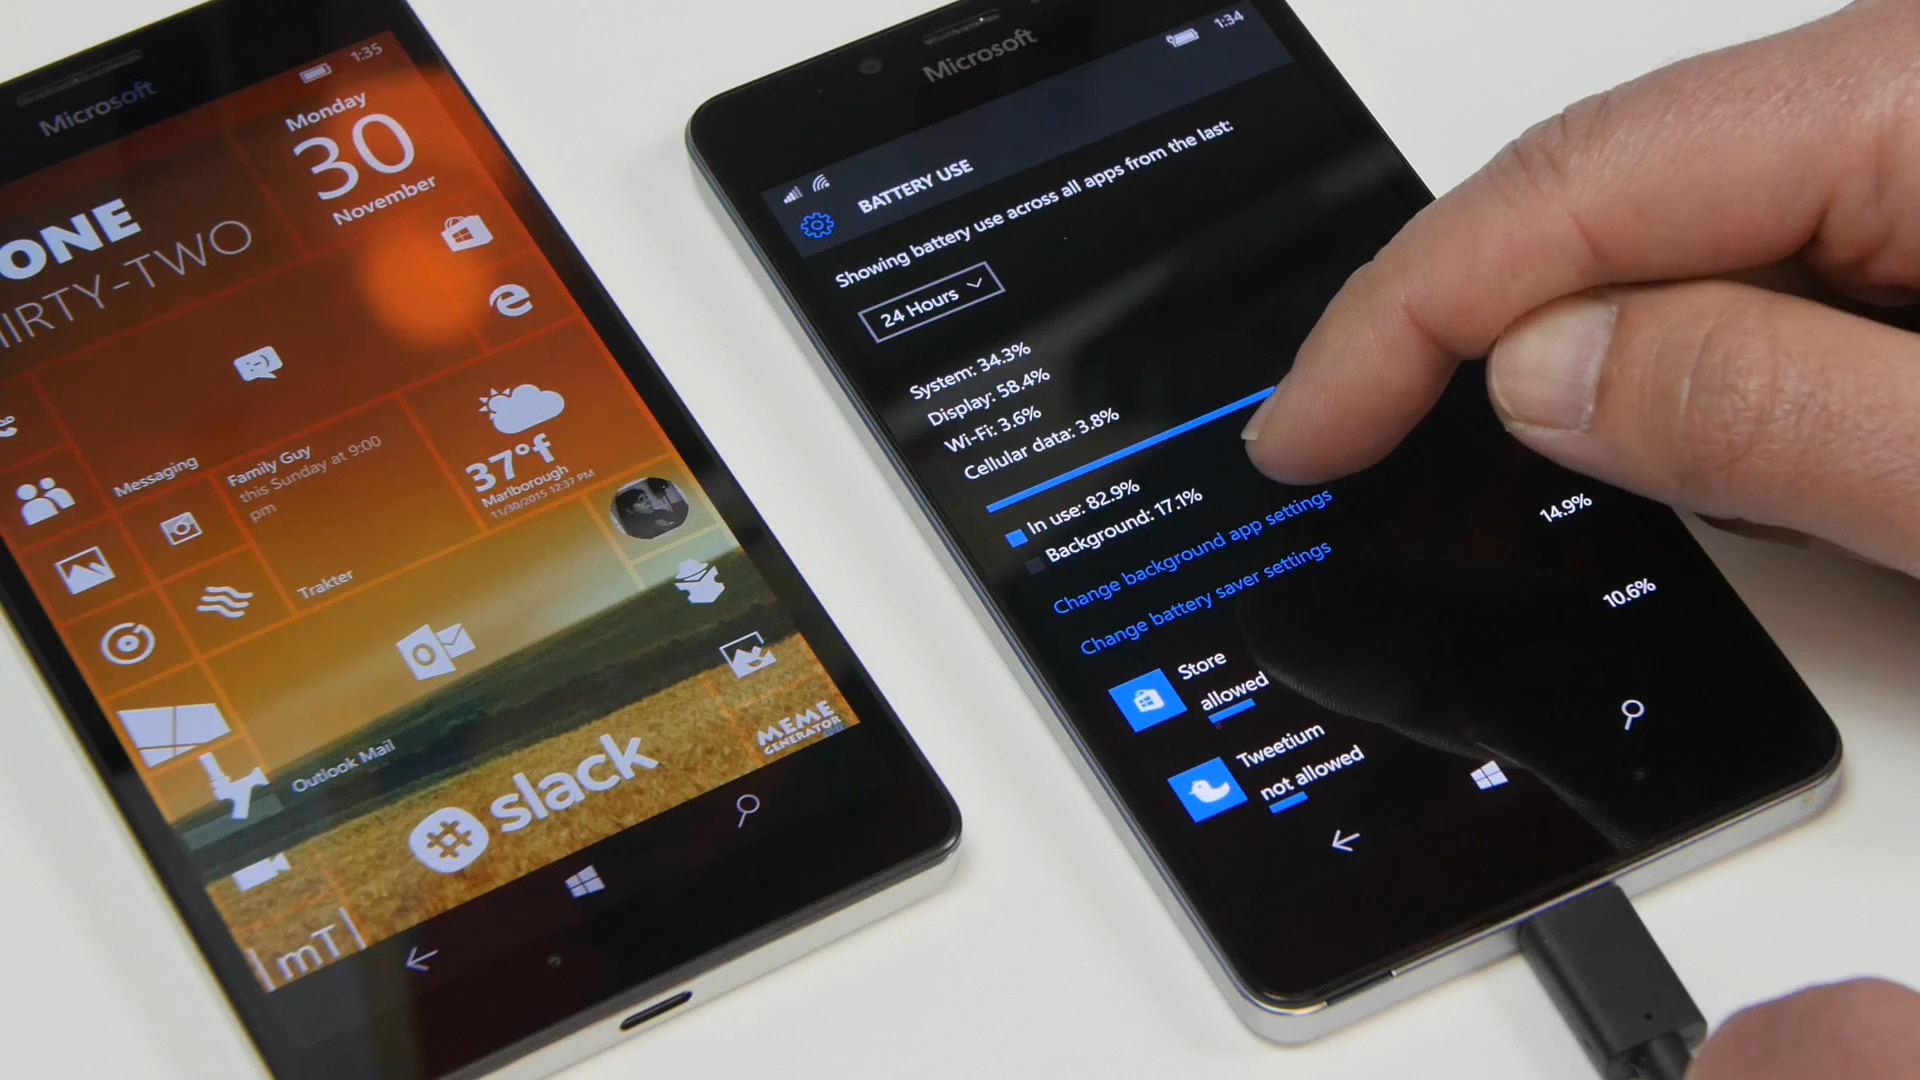 Microsoft
1:35
Monday
30
November
ONE
HIRTY-TWO
Messaging
Family Guy
this Sunday at 9:00
pm
Trakter
37°f
Marlborough
11/30/2015 12:37 PM
Outlook Mail
slack
MEME
GENERATOR
mT
Microsoft
1:34
BATTERY USE
Showing battery use across all apps from the last:
24 Hours
System: 34.3%
Display: 58.4%
Wi-Fi: 3.6%
Cellular data: 3.8%
In use: 82.9%
Background: 17.1%
Change background app settings
Change battery saver settings
Store
14.9%
allowed
Tweetium
10.6%
not allowed